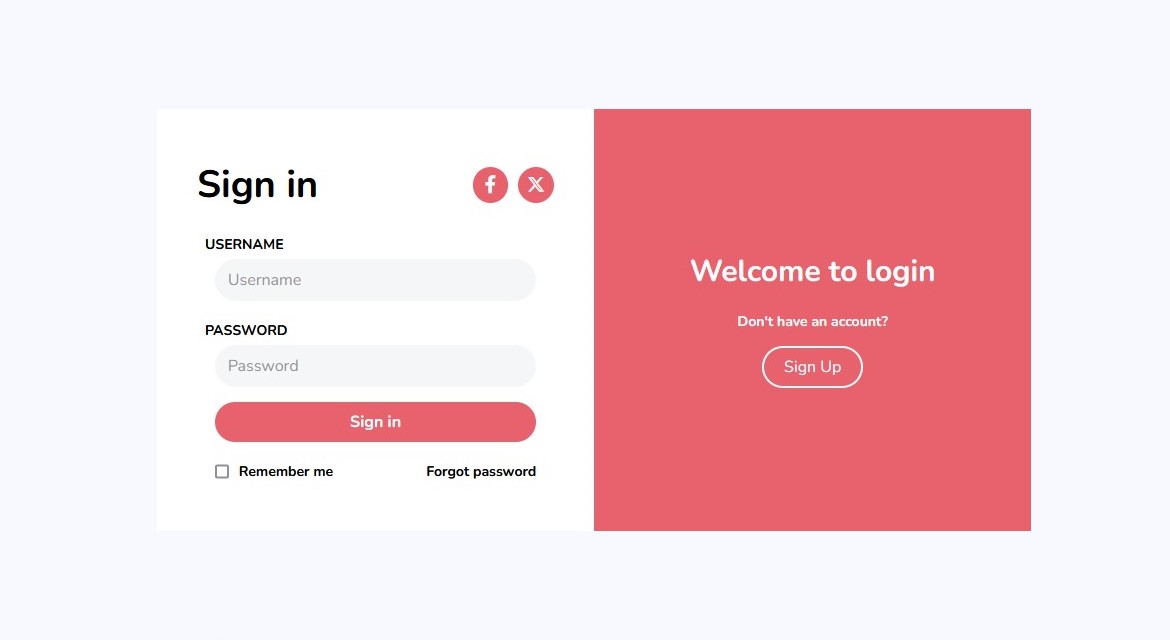 Sign in
USERNAME
Username
PASSWORD
Password
Sign in
Remember me
Forgot password
Welcome to login
Don't have an account?
Sign Up